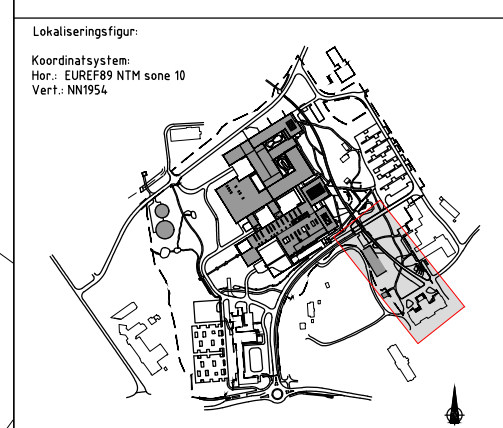 Lokaliseringsfigur:
Koordinatsystem:
Hor.: EUREF89 NTM sone 10
Vert.: NN1954